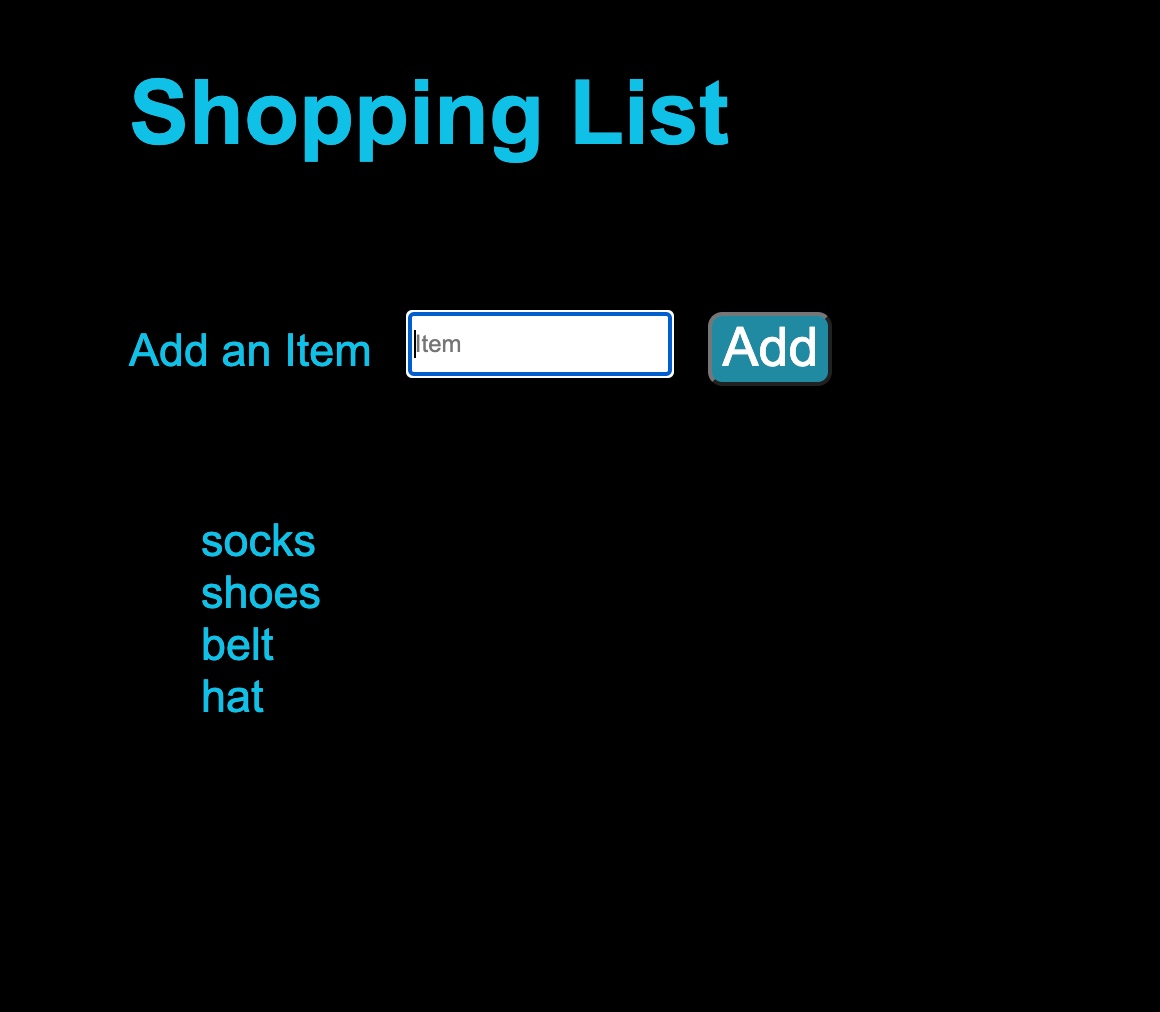 Shopping List
Add an Item Item Add
socks
shoes
belt
hat